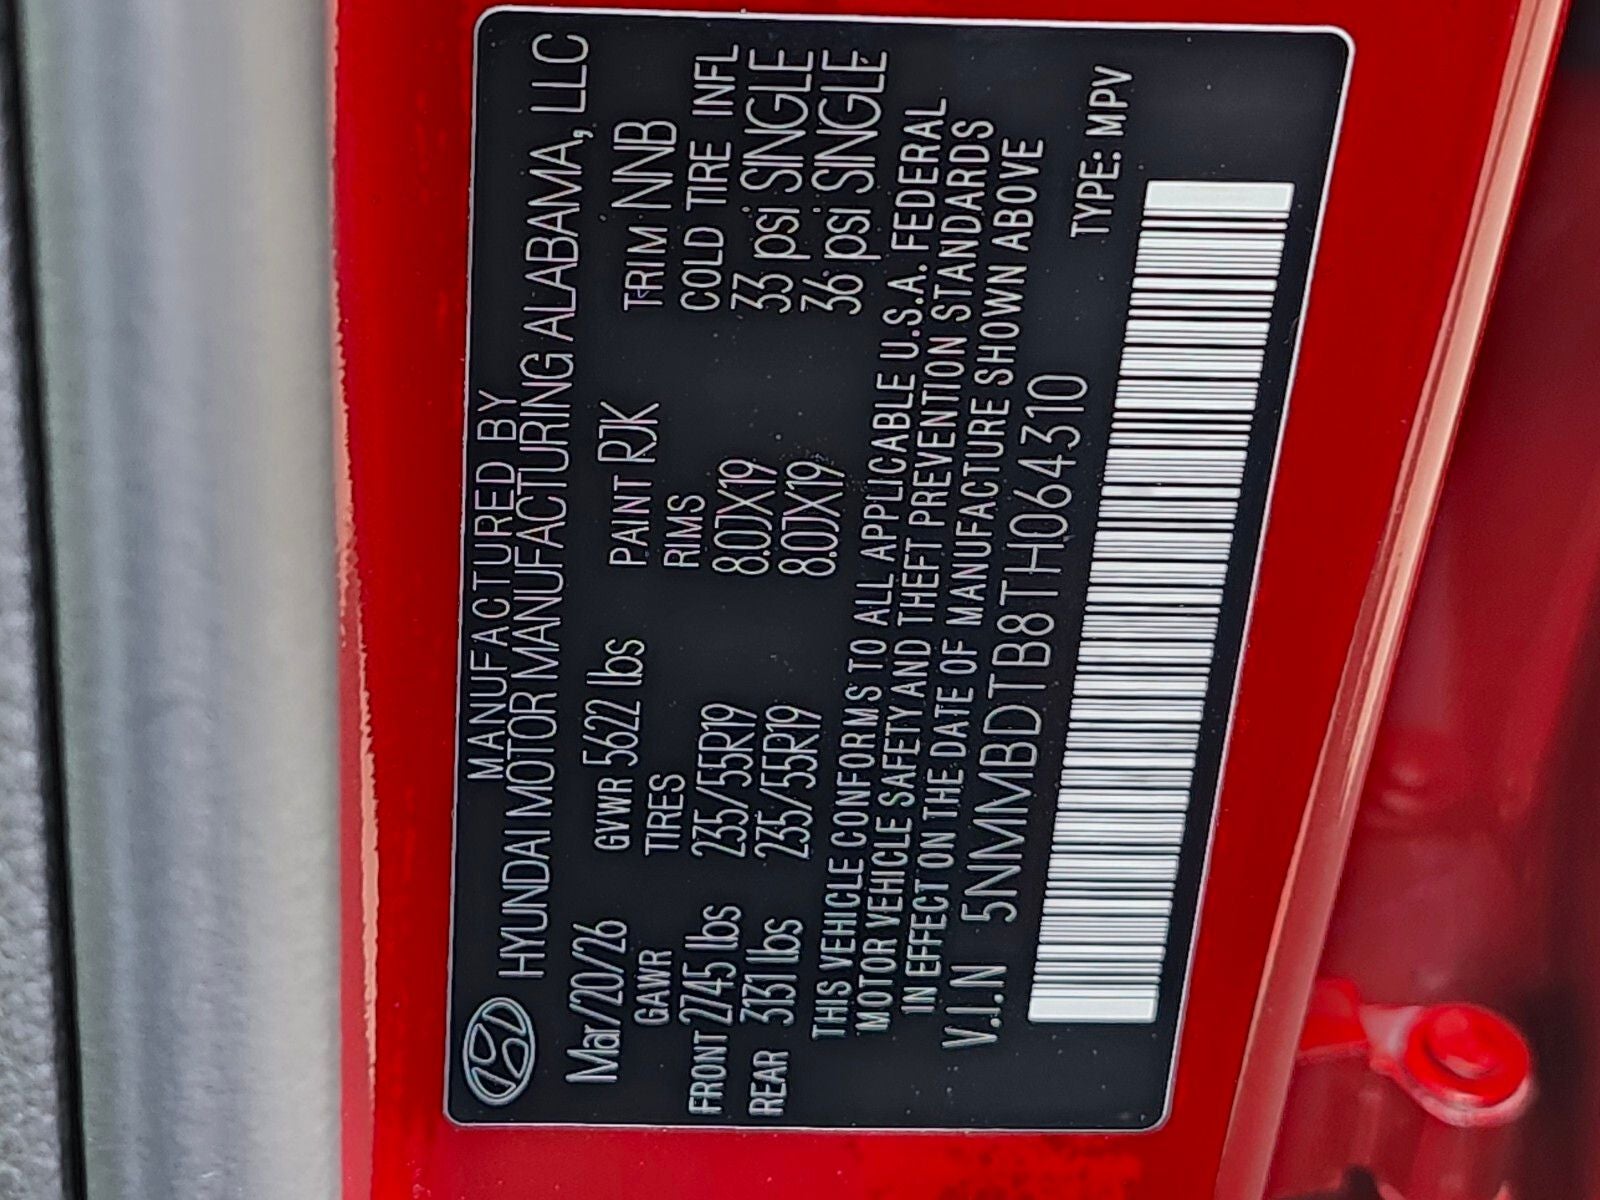 MANUFACTURED BY
HYUNDAI MOTOR MANUFACTURING ALABAMA, LLC
Mar/20/26 GVWR 5622 lbs PAINT RJK TRIM NNB
GAWR TIRES RIMS COLD TIRE INFL
FRONT 2745 lbs 235/55R19 8.0JX19 33 psi SINGLE
REAR 3131 lbs 235/55R19 8.0JX19 36 psi SINGLE
THIS VEHICLE CONFORMS TO ALL APPLICABLE U.S.A. FEDERAL
MOTOR VEHICLE SAFETY AND THEFT PREVENTION STANDARDS
IN EFFECT ON THE DATE OF MANUFACTURE SHOWN ABOVE
V.I.N 5NMMBDTB8TH064310 TYPE: MPV